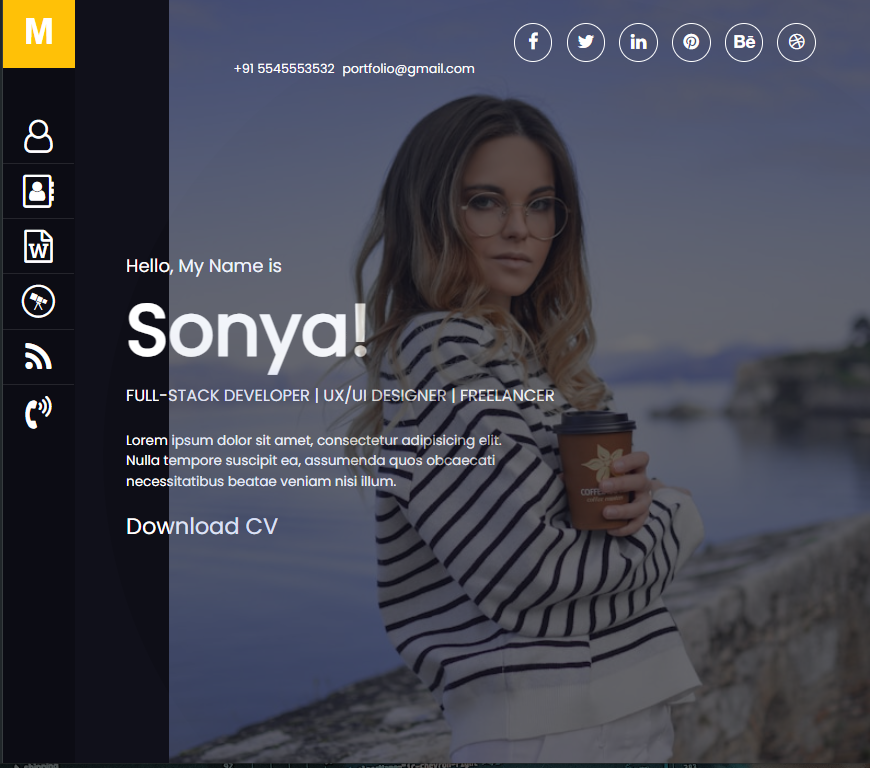 M
+91 5545553532 portfolio@gmail.com
Bē
Hello, My Name is
Sonya!
FULL-STACK DEVELOPER | UX/UI DESIGNER | FREELANCER
Lorem ipsum dolor sit amet, consectetur adipisicing elit.
Nulla tempore suscipit ea, assumenda quos obcaecati
necessitatibus beatae veniam nisi illum.
Download CV